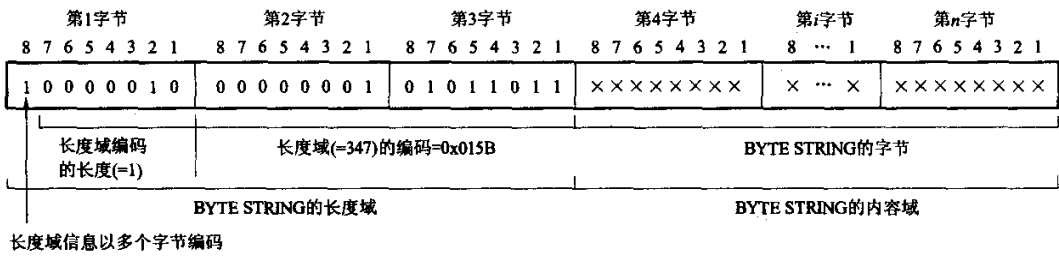 第1字节 第2字节 第3字节 第4字节 第i字节 第n字节
8 7 6 5 4 3 2 1 8 7 6 5 4 3 2 1 8 7 6 5 4 3 2 1 8 7 6 5 4 3 2 1 8 … 1 8 7 6 5 4 3 2 1
1 0 0 0 0 0 1 0 0 0 0 0 0 0 0 1 0 1 0 1 1 0 1 1 × × × × × × × × × … × × × × × × × × ×
长度域编码 长度域(=347)的编码=0x015B BYTE STRING的字节
的长度(=1)
BYTE STRING的长度域 BYTE STRING的内容域
长度域信息以多个字节编码